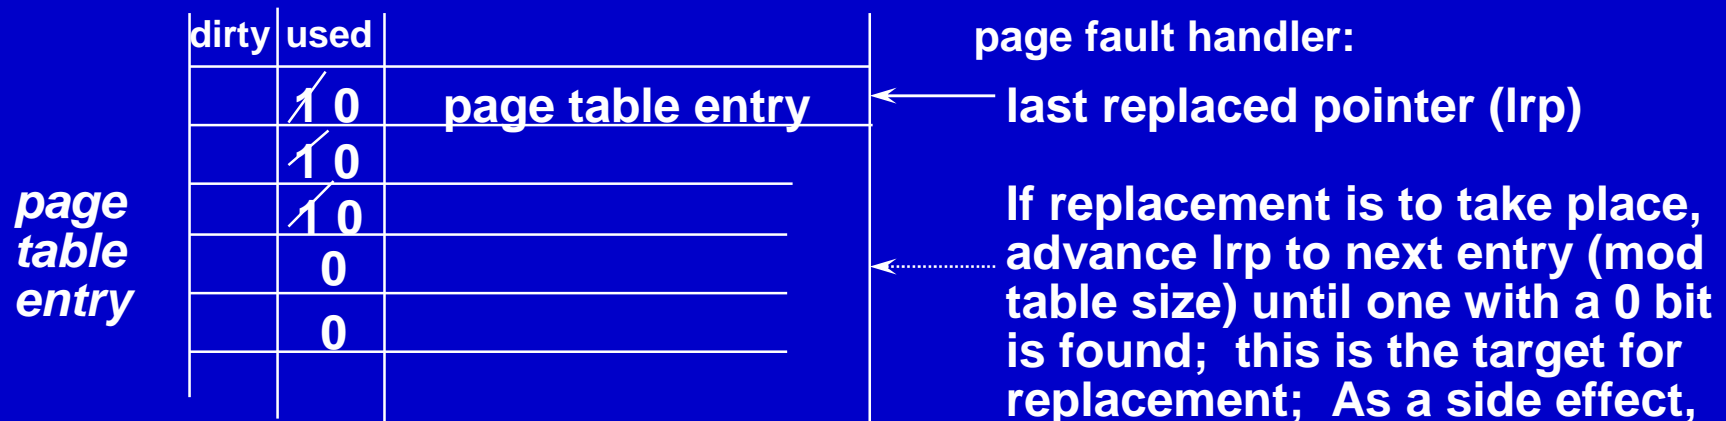 dirty used
page fault handler:
1 0 page table entry
last replaced pointer (lrp)
1 0
1 0
0
0
page
table
entry
If replacement is to take place,
advance lrp to next entry (mod
table size) until one with a 0 bit
is found; this is the target for
replacement; As a side effect,